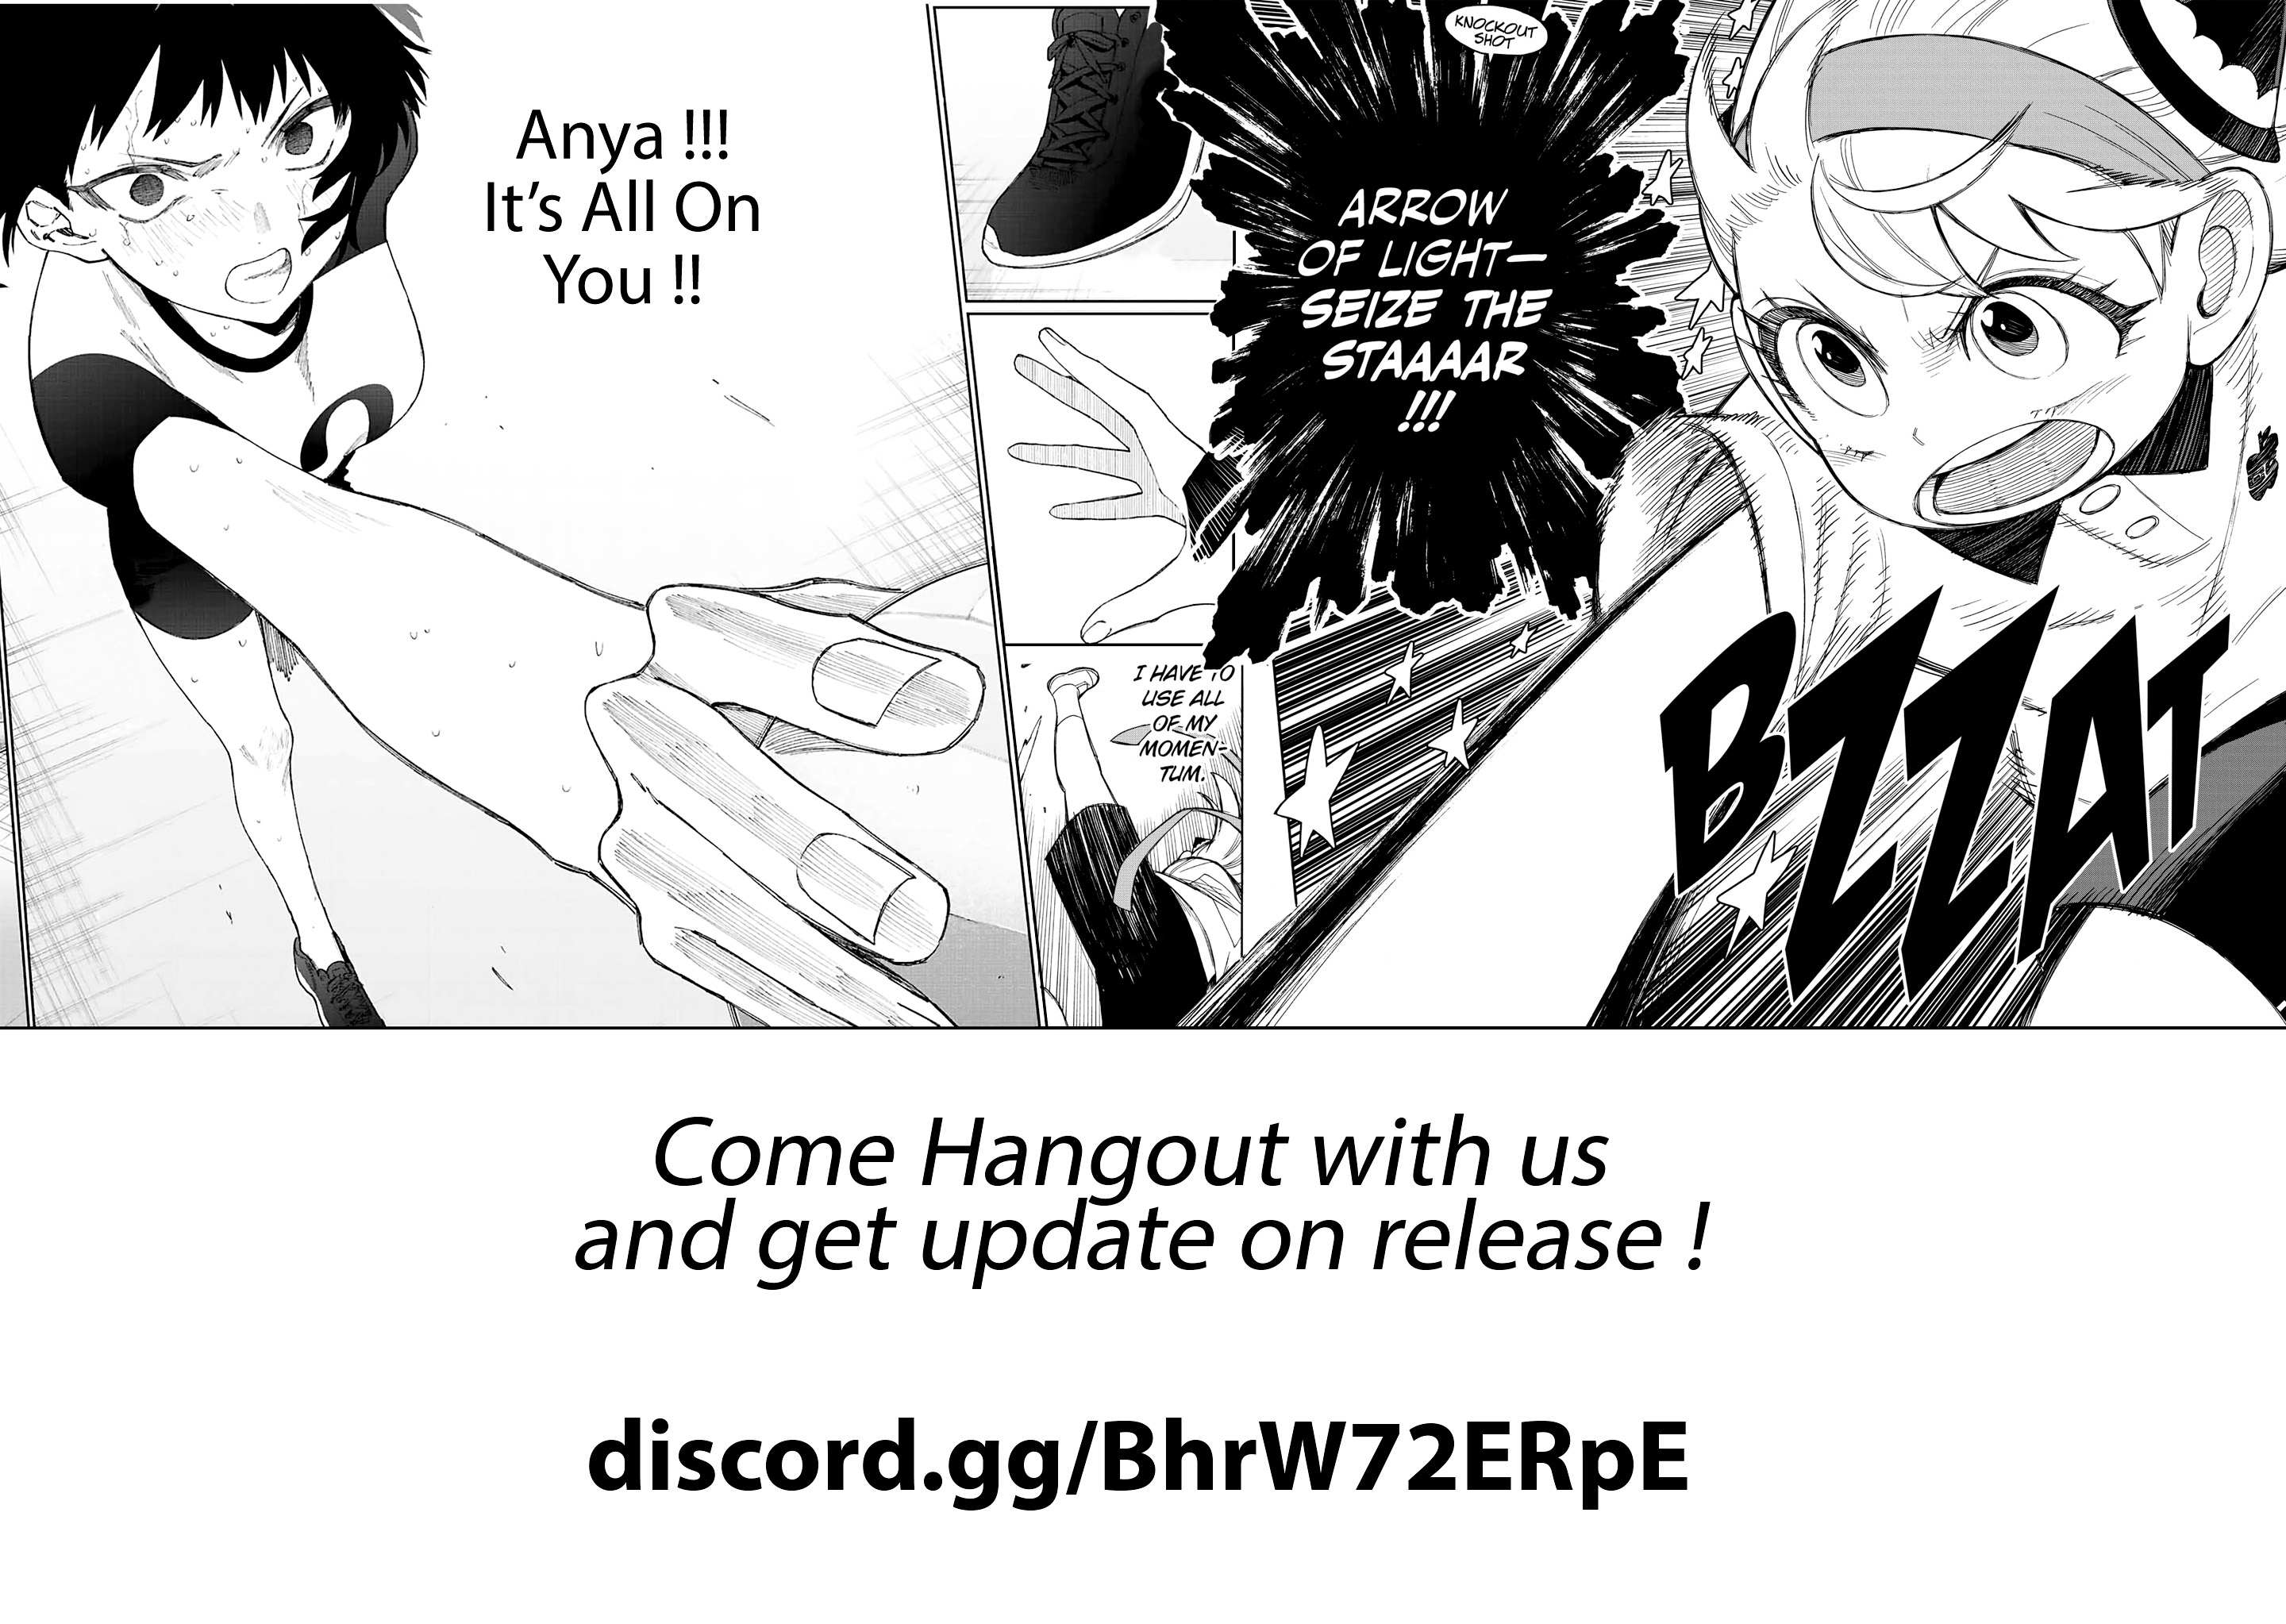 Anya !!!
It's All On
You !!
KNOCKOUT
SHOT
ARROW
OF LIGHT—
SEIZE THE
STAAAAR
!!!
I HAVE TO
USE ALL
OF MY
MOMEN-
TUM.
BZZAT
Come Hangout with us
and get update on release !
discord.gg/BhrW72ERpE